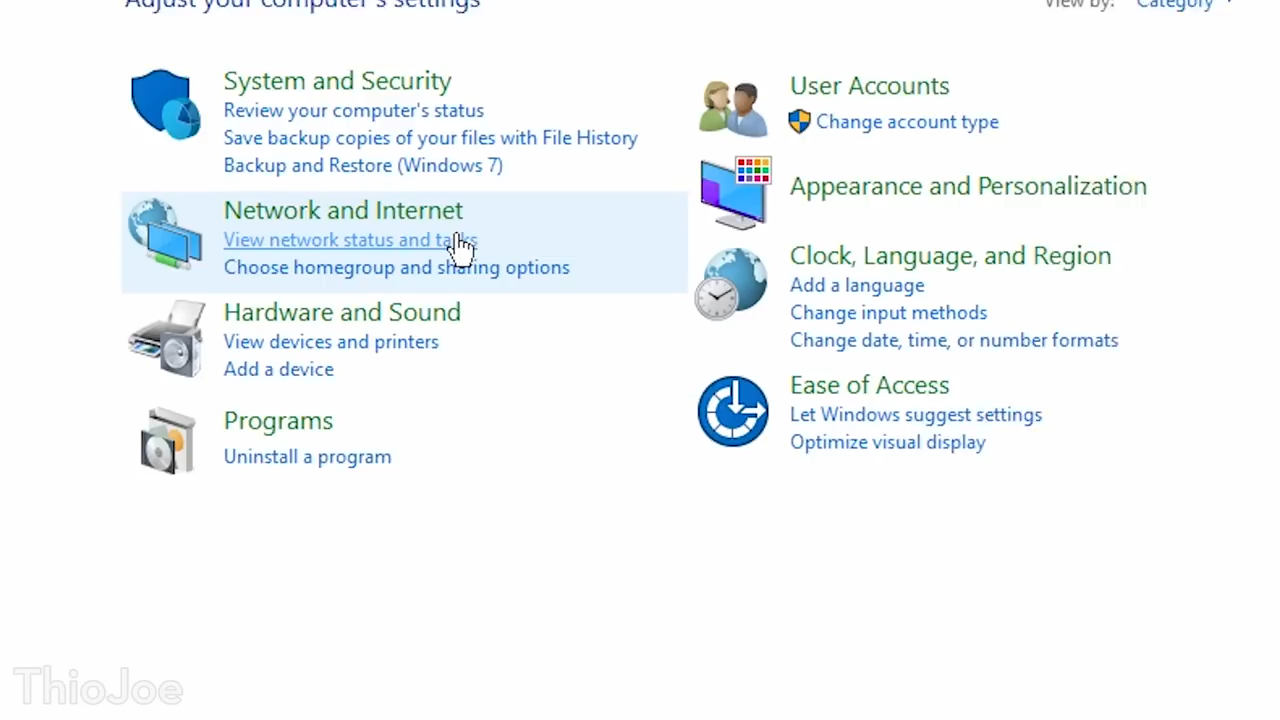 Adjust your computer's settings
View by: Category
System and Security
Review your computer's status
Save backup copies of your files with File History
Backup and Restore (Windows 7)
Network and Internet
View network status and tasks
Choose homegroup and sharing options
Hardware and Sound
View devices and printers
Add a device
Programs
Uninstall a program
User Accounts
Change account type
Appearance and Personalization
Clock, Language, and Region
Add a language
Change input methods
Change date, time, or number formats
Ease of Access
Let Windows suggest settings
Optimize visual display
ThioJoe